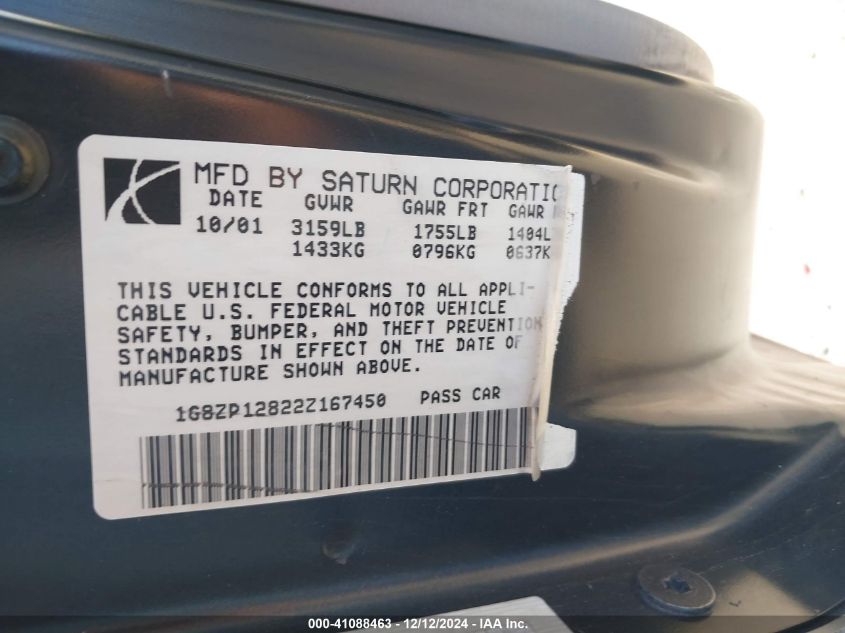 MFD BY SATURN CORPORATIO
DATE GVWR GAWR FRT GAWR
10/01 3159LB 1755LB 1404L
1433KG 0796KG 0637K
THIS VEHICLE CONFORMS TO ALL APPLI-
CABLE U.S. FEDERAL MOTOR VEHICLE
SAFETY, BUMPER, AND THEFT PREVENTION
STANDARDS IN EFFECT ON THE DATE OF
MANUFACTURE SHOWN ABOVE.
1G8ZP12822Z167450 PASS CAR
000-41088463 - 12/12/2024 - IAA Inc.